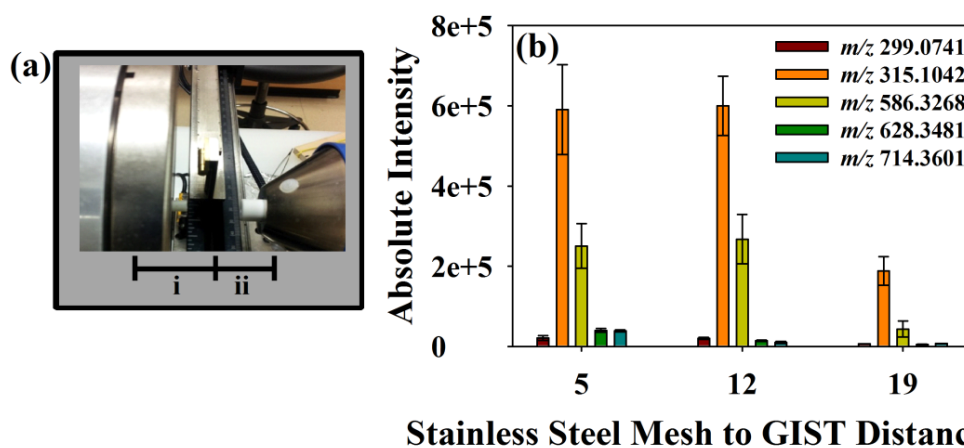 (a)
i
ii
(b)
Absolute Intensity
8e+5
6e+5
4e+5
2e+5
0
m/z 299.0741
m/z 315.1042
m/z 586.3268
m/z 628.3481
m/z 714.3601
5
12
19
Stainless Steel Mesh to GIST Distanc